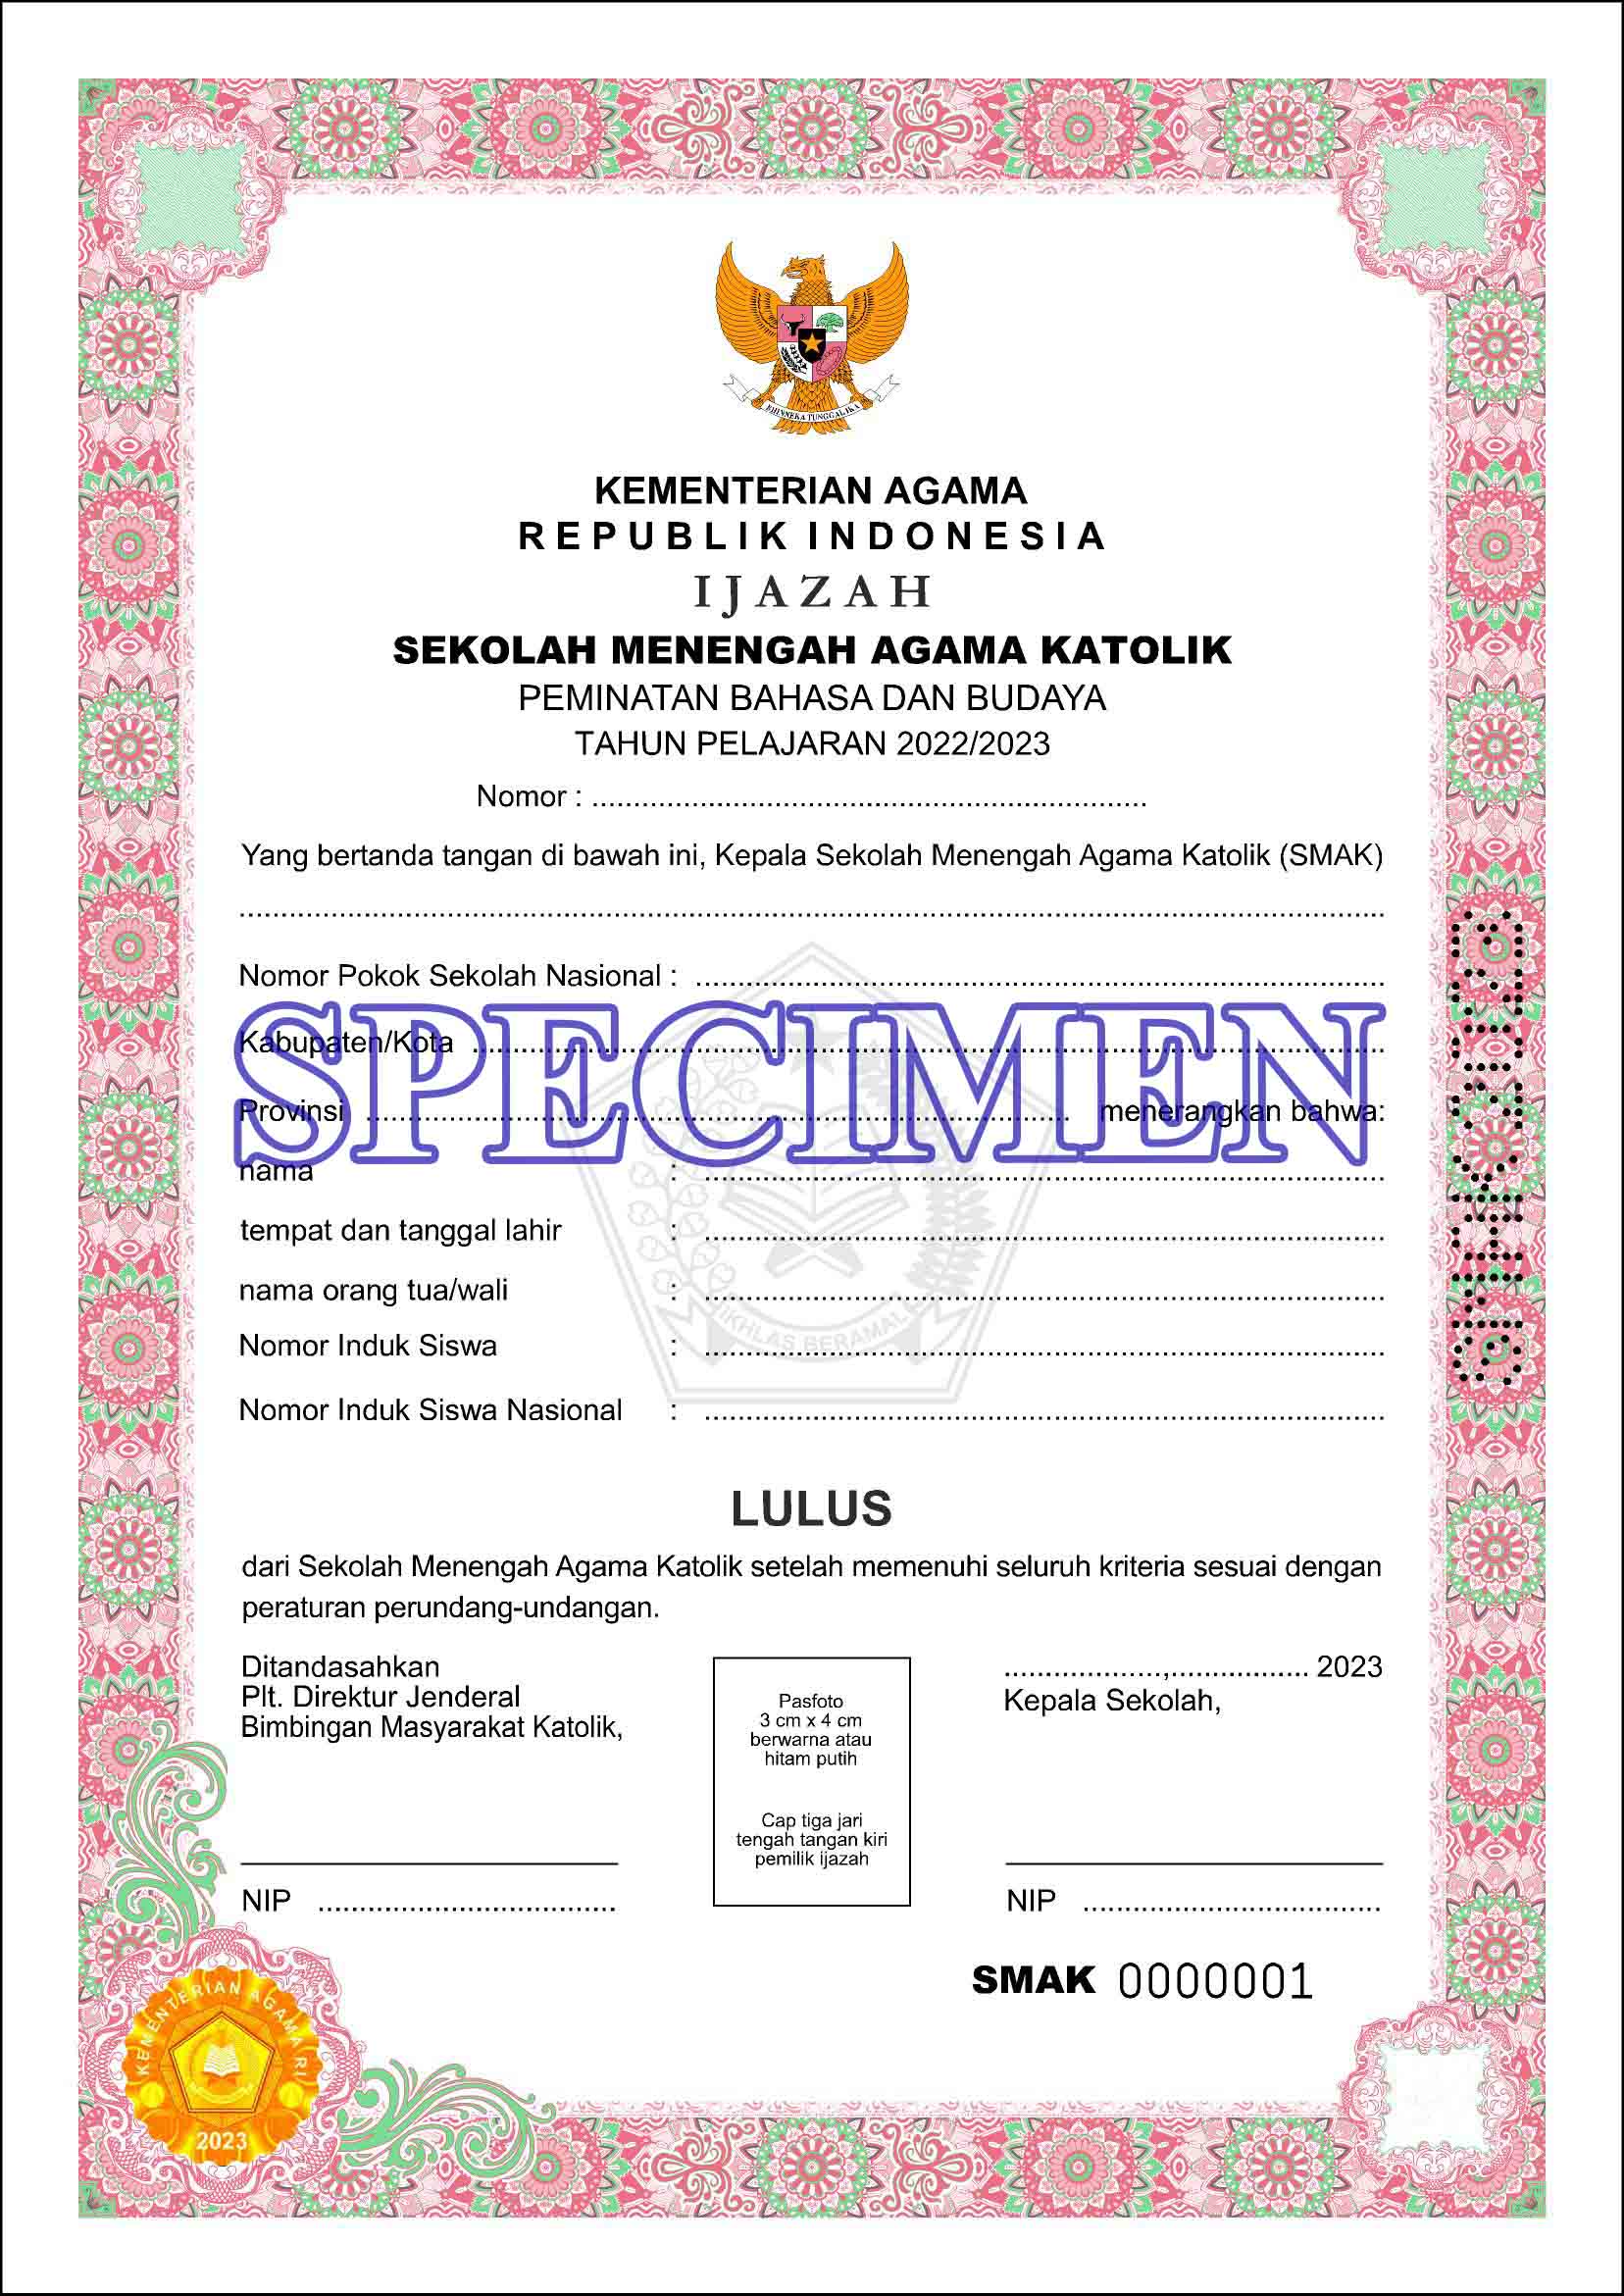 BHINNEKA TUNGGAL IKA
KEMENTERIAN AGAMA
REPUBLIK INDONESIA
IJAZAH
SEKOLAH MENENGAH AGAMA KATOLIK
PEMINATAN BAHASA DAN BUDAYA
TAHUN PELAJARAN 2022/2023
Nomor : ..................................................................
Yang bertanda tangan di bawah ini, Kepala Sekolah Menengah Agama Katolik (SMAK)
..................................................................
Nomor Pokok Sekolah Nasional : ..................................................................
SPECIMEN
Kabupaten/Kota ..................................................................
Provinsi .................................................................. menerangkan bahwa:
nama : ..................................................................
tempat dan tanggal lahir : ..................................................................
nama orang tua/wali : ..................................................................
IKHLAS BERAMAL
Nomor Induk Siswa : ..................................................................
Nomor Induk Siswa Nasional : ..................................................................
LULUS
dari Sekolah Menengah Agama Katolik setelah memenuhi seluruh kriteria sesuai dengan
peraturan perundang-undangan.
Ditandasahkan
Plt. Direktur Jenderal
Bimbingan Masyarakat Katolik,
NIP ....................................
Pasfoto
3 cm x 4 cm
berwarna atau
hitam putih
Cap tiga jari
tengah tangan kiri
pemilik ijazah
...................,................. 2023
Kepala Sekolah,
NIP ....................................
SMAK 0000001
KEMENTERIAN AGAMA RI
2023